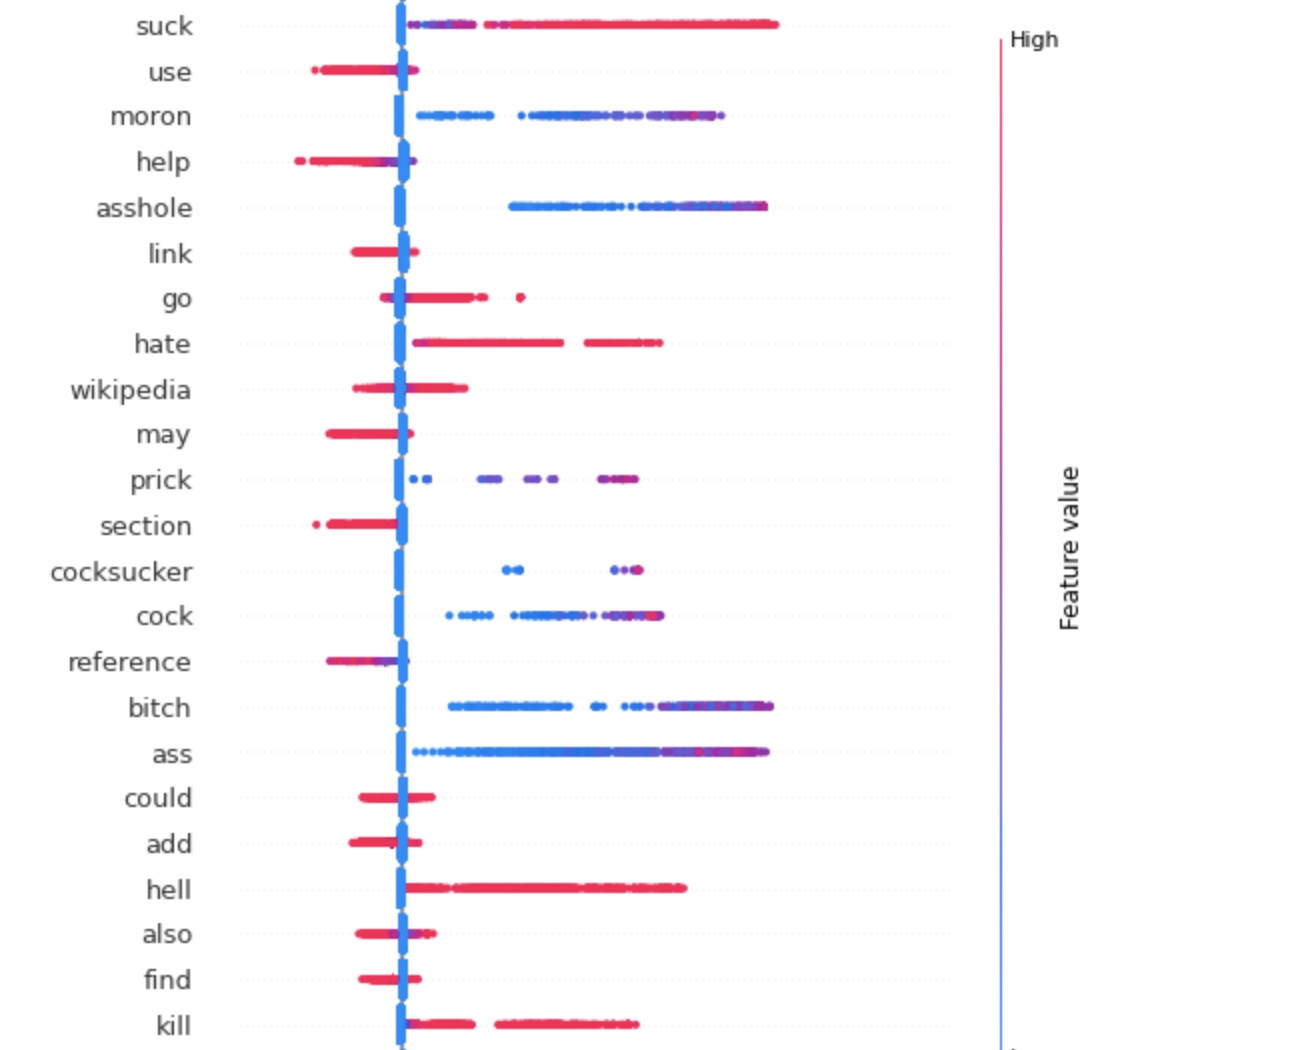 suck
High
use
moron
help
asshole
link
go
hate
wikipedia
may
prick
Feature value
section
cocksucker
cock
reference
bitch
ass
could
add
hell
also
find
kill